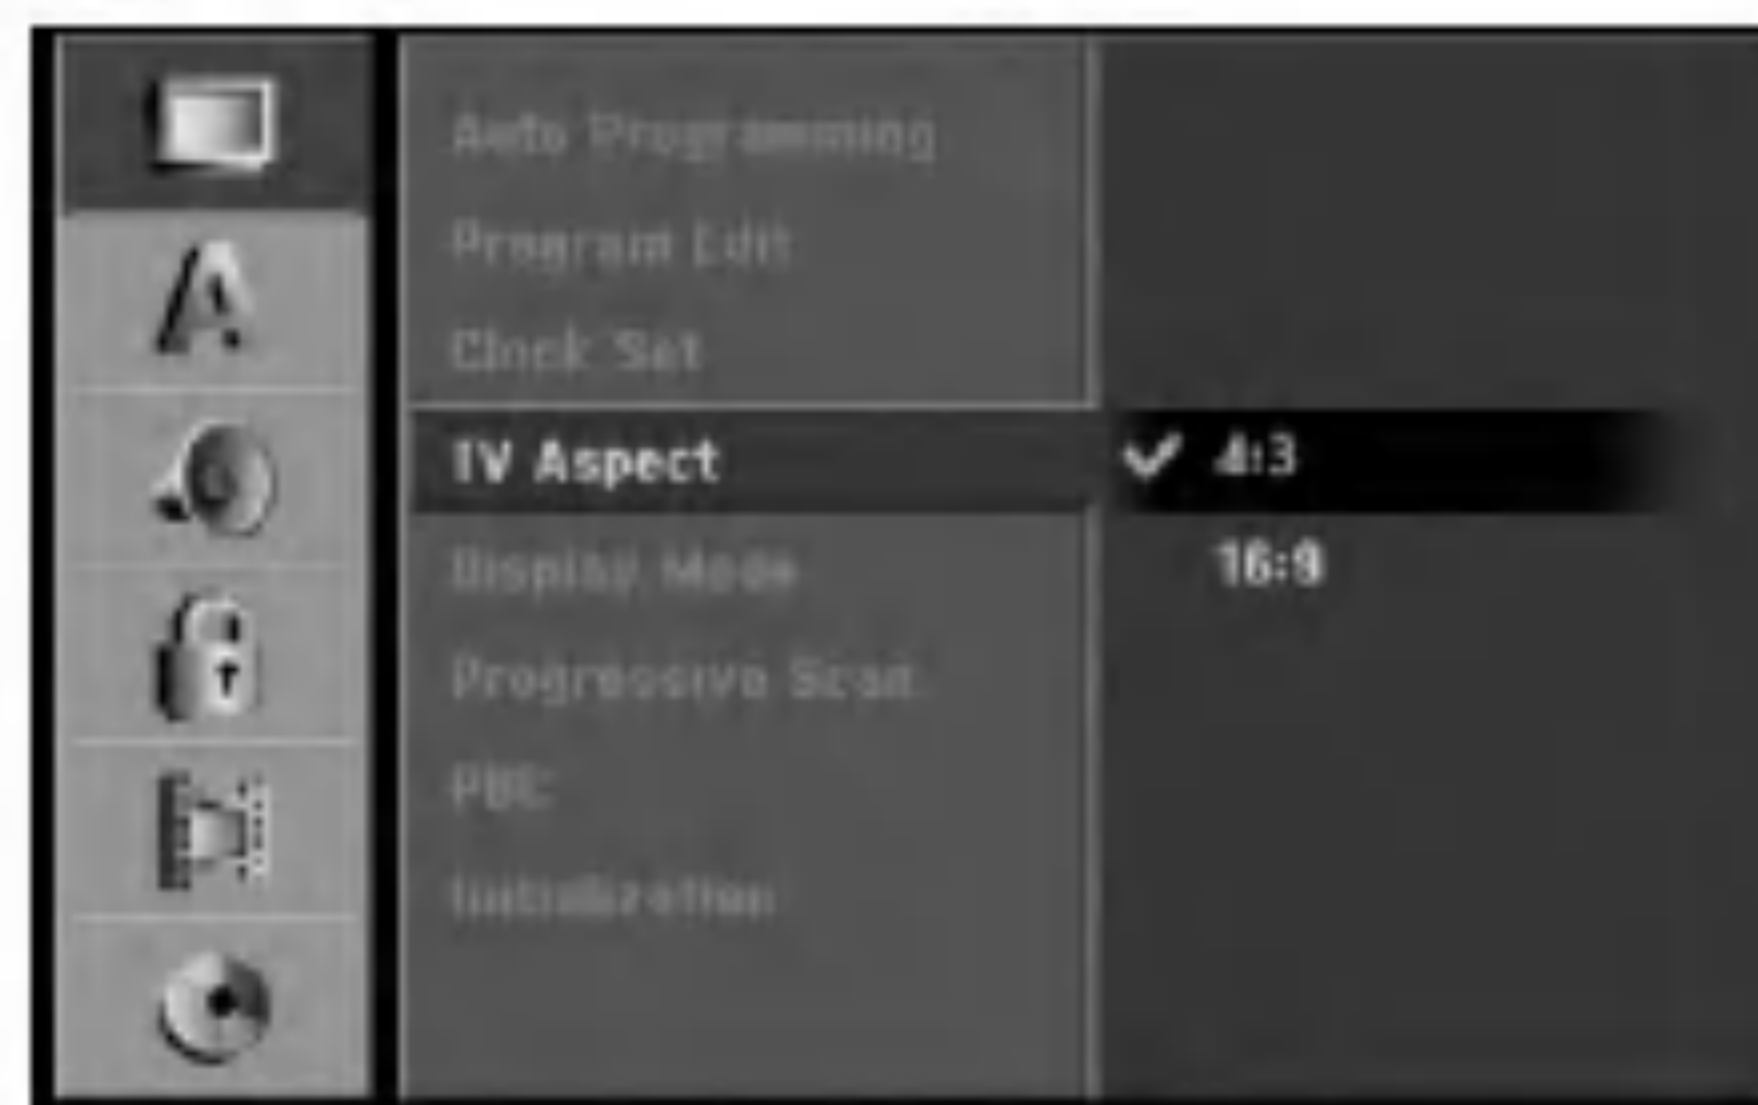 Auto Programming
Program Edit
Clock Set
TV Aspect
4:3
Display Mode
16:9
Progressive Scan
PBC
Initialization